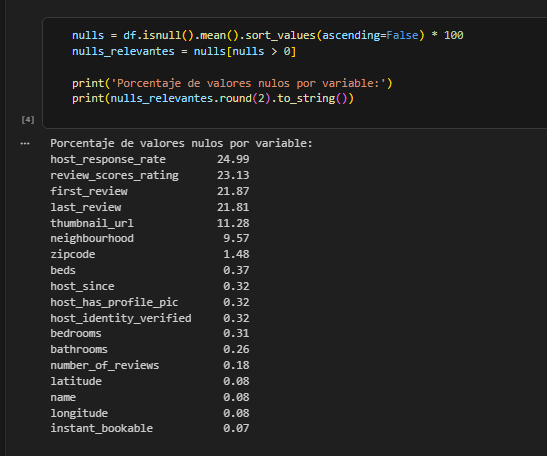 nulls = df.isnull().mean().sort_values(ascending=False) * 100
nulls_relevantes = nulls[nulls > 0]
print('Porcentaje de valores nulos por variable:')
print(nulls_relevantes.round(2).to_string())
[4]
... Porcentaje de valores nulos por variable:
host_response_rate 24.99
review_scores_rating 23.13
first_review 21.87
last_review 21.81
thumbnail_url 11.28
neighbourhood 9.57
zipcode 1.48
beds 0.37
host_since 0.32
host_has_profile_pic 0.32
host_identity_verified 0.32
bedrooms 0.31
bathrooms 0.26
number_of_reviews 0.18
latitude 0.08
name 0.08
longitude 0.08
instant_bookable 0.07